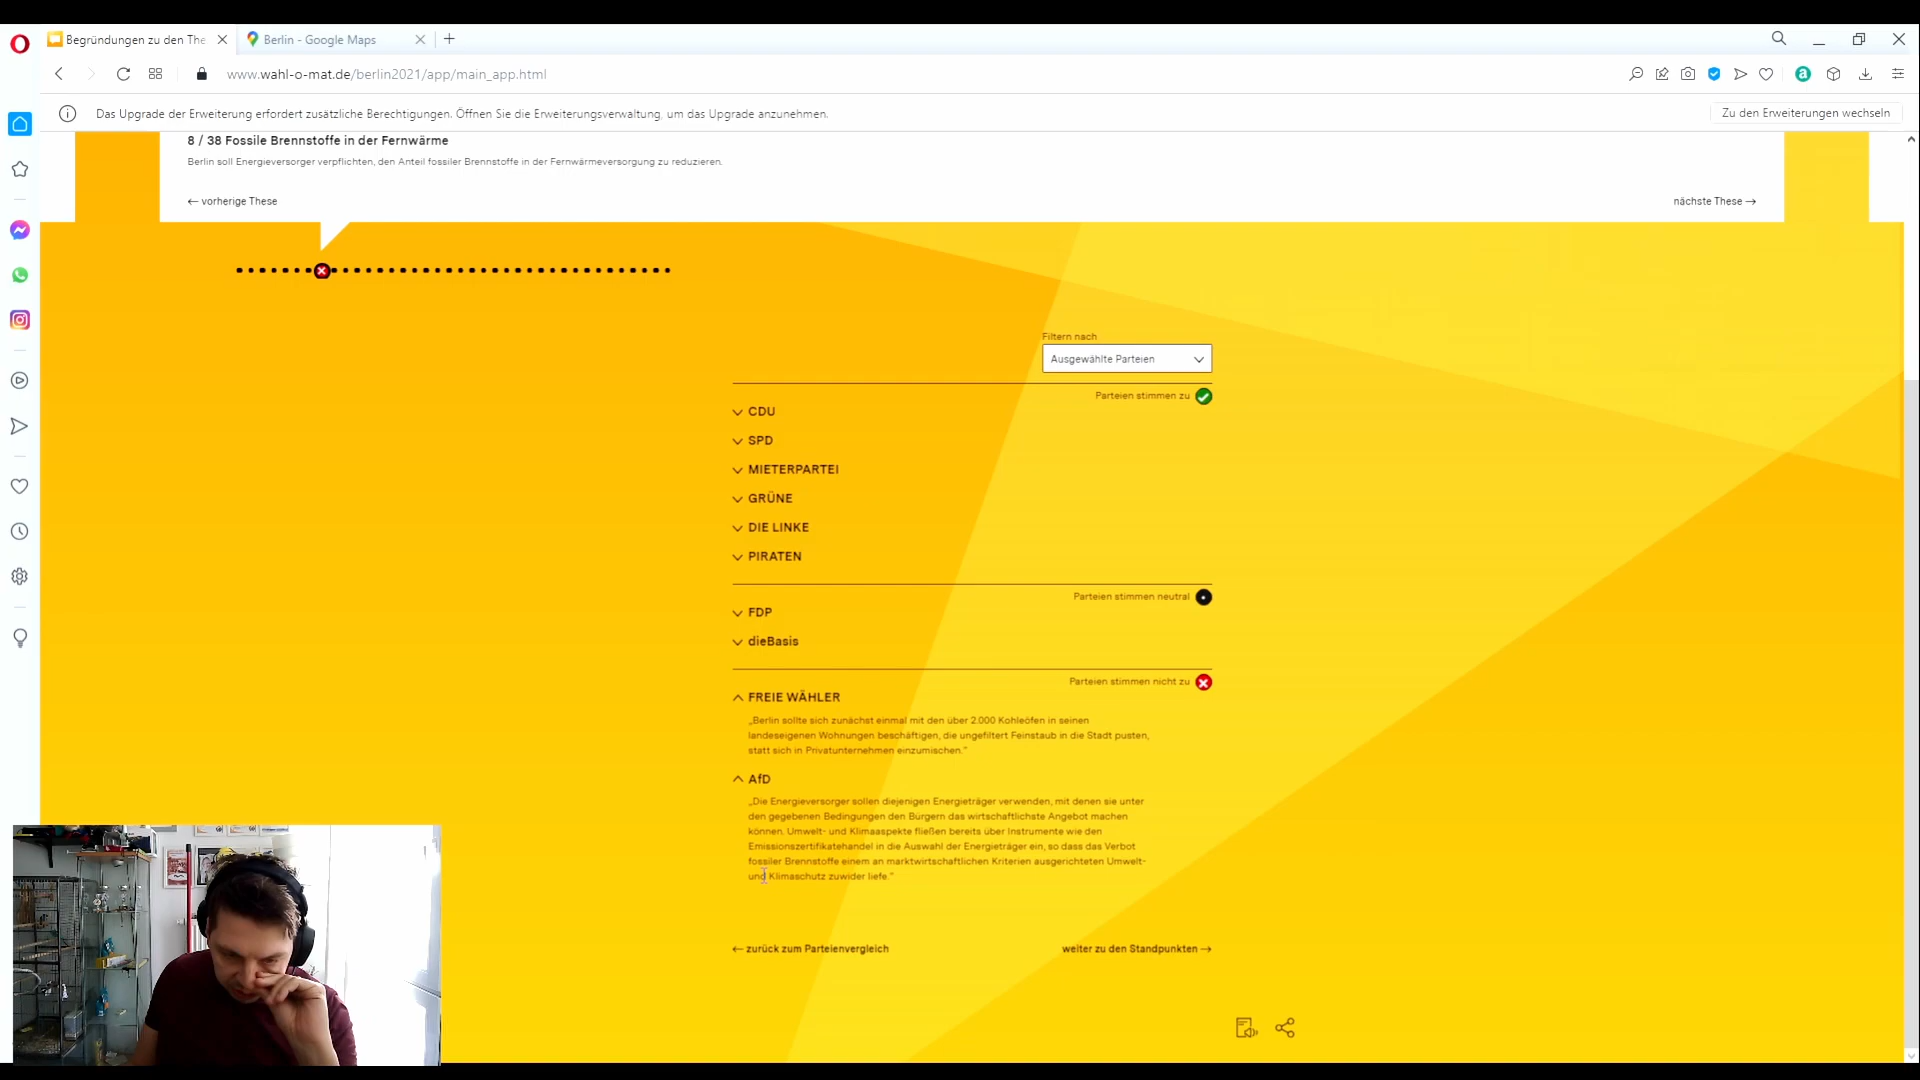 Begründungen zu den The
Berlin - Google Maps
www.wahl-o-mat.de/berlin2021/app/main_app.html
Das Upgrade der Erweiterung erfordert zusätzliche Berechtigungen. Öffnen Sie die Erweiterungsverwaltung, um das Upgrade anzunehmen.
Zu den Erweiterungen wechseln
8 / 38 Fossile Brennstoffe in der Fernwärme
Berlin soll Energieversorger verpflichten, den Anteil fossiler Brennstoffe in der Fernwärmeversorgung zu reduzieren.
← vorherige These
nächste These →
Filtern nach
Ausgewählte Parteien
Parteien stimmen zu
CDU
SPD
MIETERPARTEI
GRÜNE
DIE LINKE
PIRATEN
Parteien stimmen neutral
FDP
dieBasis
Parteien stimmen nicht zu
FREIE WÄHLER
„Berlin sollte sich zunächst einmal mit den über 2.000 Kohleöfen in seinen
landeseigenen Wohnungen beschäftigen, die ungefiltert Feinstaub in die Stadt pusten,
statt sich in Privatunternehmen einzumischen."
AfD
„Die Energieversorger sollen diejenigen Energieträger verwenden, mit denen sie unter
den gegebenen Bedingungen den Bürgern das wirtschaftlichste Angebot machen
können. Umwelt- und Klimaaspekte fließen bereits über Instrumente wie den
Emissionszertifikatehandel in die Auswahl der Energieträger ein, so dass das Verbot
fossiler Brennstoffe einem an marktwirtschaftlichen Kriterien ausgerichteten Umwelt-
und Klimaschutz zuwider liefe."
← zurück zum Parteienvergleich
weiter zu den Standpunkten →